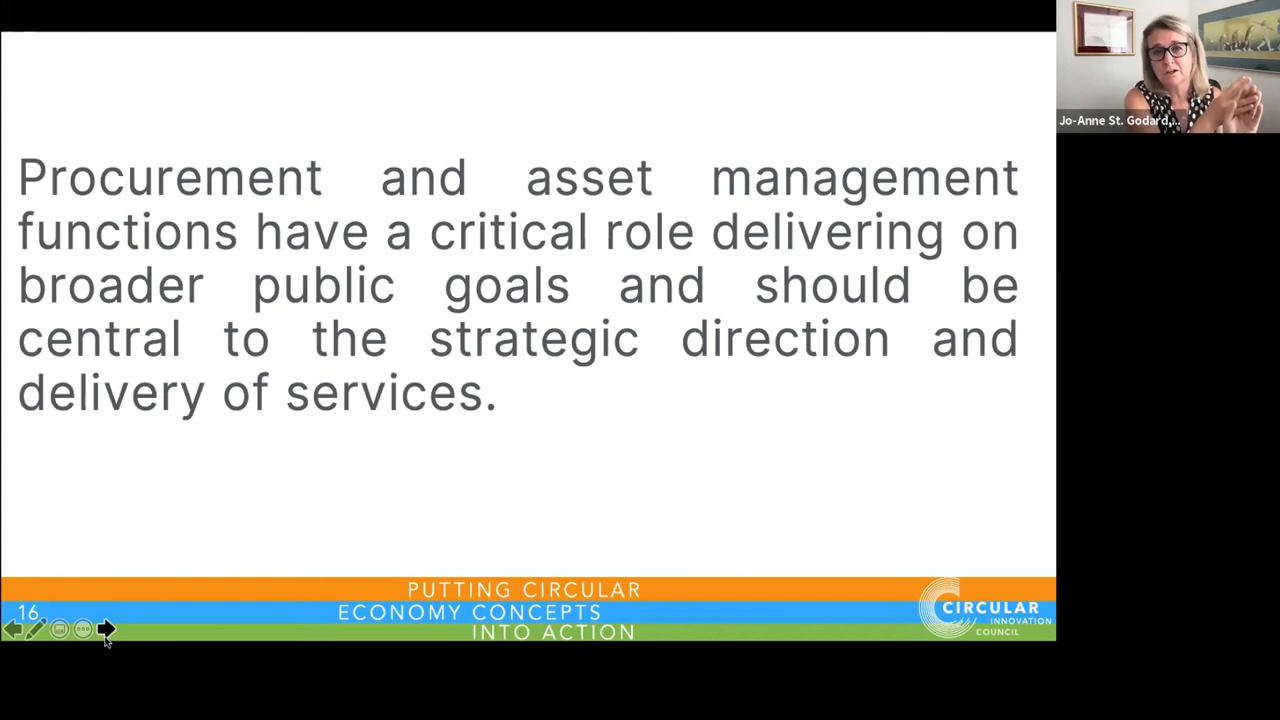 Jo-Anne St. Godard,...
Procurement and asset management
functions have a critical role delivering on
broader public goals and should be
central to the strategic direction and
delivery of services.
PUTTING CIRCULAR
ECONOMY CONCEPTS
INTO ACTION
16
CIRCULAR
INNOVATION
COUNCIL